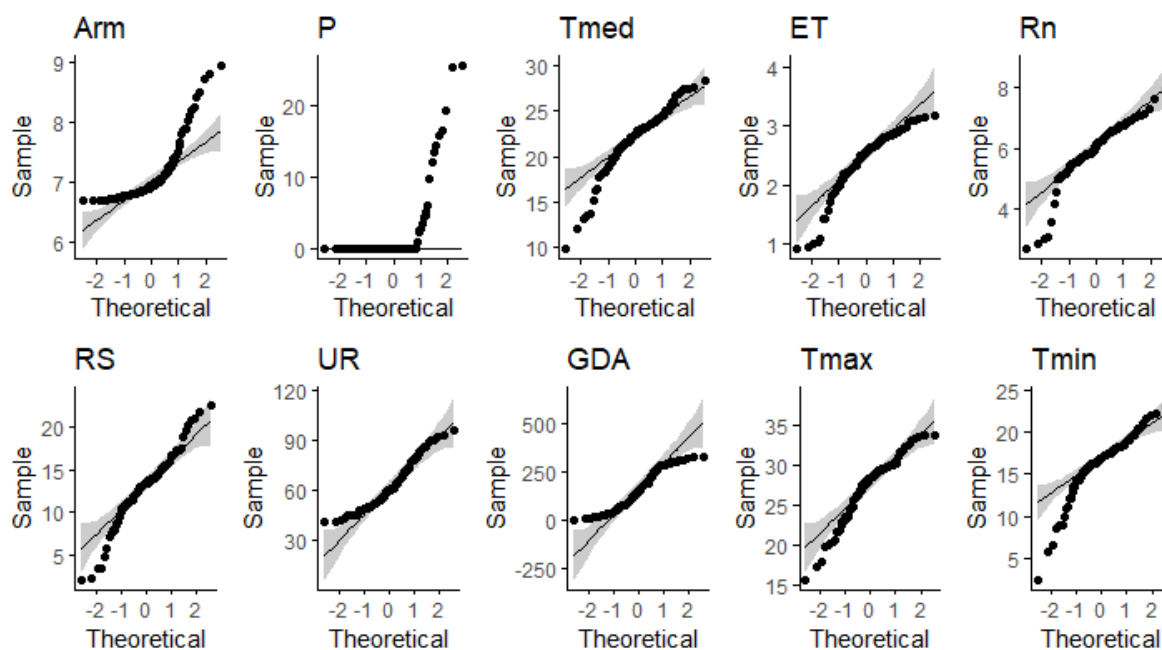 Arm P Tmed ET Rn
9 8 7 6
20 10 0
30 25 20 15 10
4 3 2 1
8 6 4
Sample Sample Sample Sample Sample
-2 -1 0 1 2 -2 -1 0 1 2 -2 -1 0 1 2 -2 -1 0 1 2 -2 -1 0 1 2
Theoretical Theoretical Theoretical Theoretical Theoretical
RS UR GDA Tmax Tmin
20 15 10 5
120 90 60 30
500 250 0 -250
35 30 25 20 15
25 20 15 10 5
Sample Sample Sample Sample Sample
-2 -1 0 1 2 -2 -1 0 1 2 -2 -1 0 1 2 -2 -1 0 1 2 -2 -1 0 1 2
Theoretical Theoretical Theoretical Theoretical Theoretical